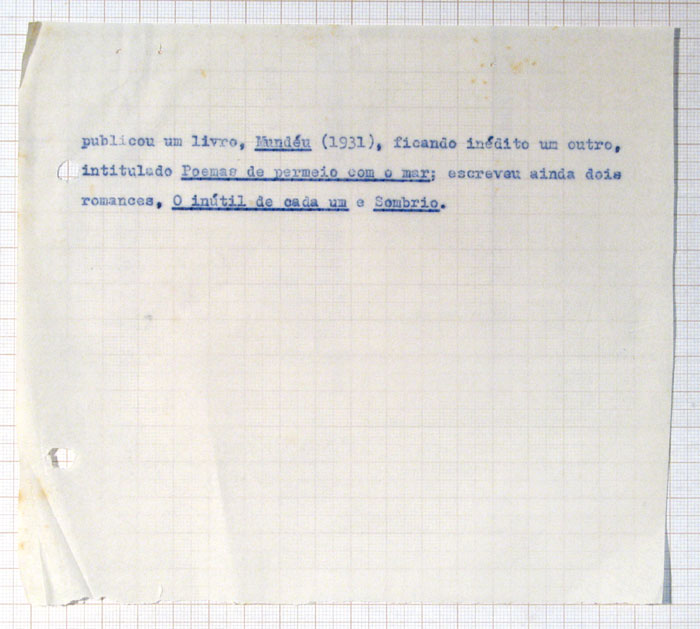 publicou um livro, Mundéu (1931), ficando inédito um outro,
intitulado Poemas de permeio com o mar; escreveu ainda dois
romances, O inútil de cada um e Sombrio.